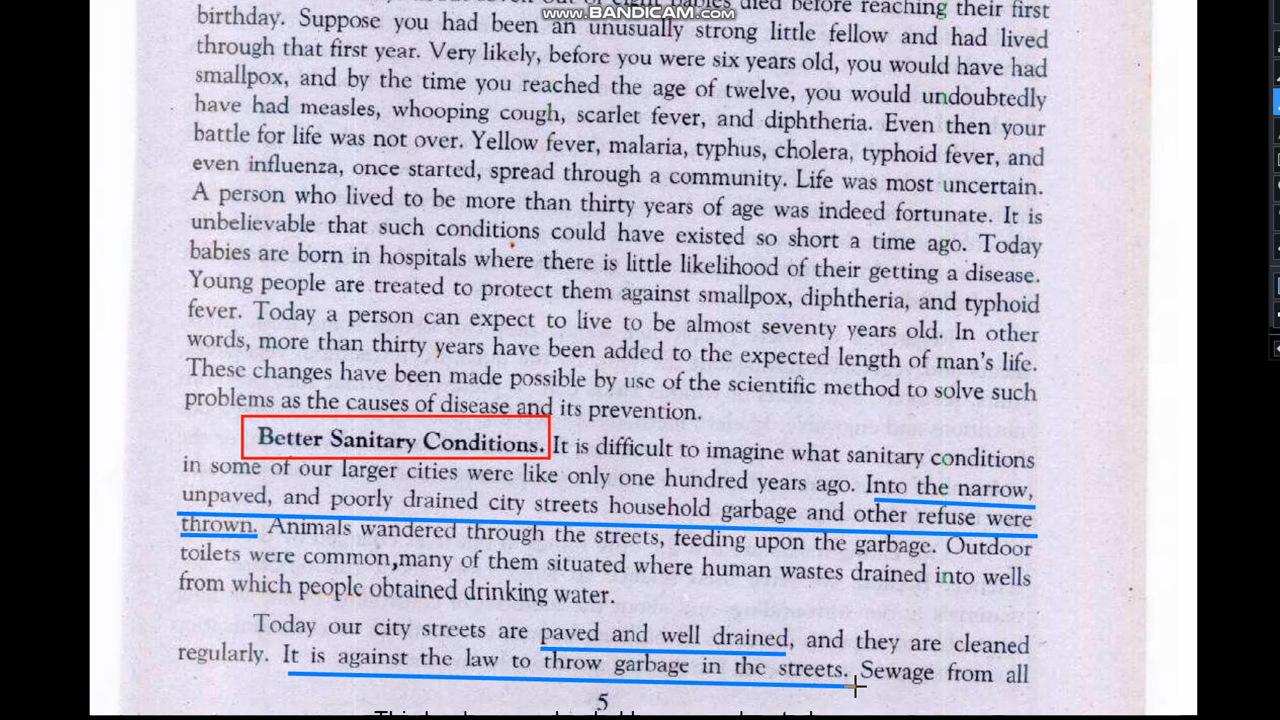 www.BANDICAM.com
died before reaching their first
birthday. Suppose you had been an unusually strong little fellow and had lived
through that first year. Very likely, before you were six years old, you would have had
smallpox, and by the time you reached the age of twelve, you would undoubtedly
have had measles, whooping cough, scarlet fever, and diphtheria. Even then your
battle for life was not over. Yellow fever, malaria, typhus, cholera, typhoid fever, and
even influenza, once started, spread through a community. Life was most uncertain.
A person who lived to be more than thirty years of age was indeed fortunate. It is
unbelievable that such conditions could have existed so short a time ago. Today
babies are born in hospitals where there is little likelihood of their getting a disease.
Young people are treated to protect them against smallpox, diphtheria, and typhoid
fever. Today a person can expect to live to be almost seventy years old. In other
words, more than thirty years have been added to the expected length of man's life.
These changes have been made possible by use of the scientific method to solve such
problems as the causes of disease and its prevention.
Better Sanitary Conditions. It is difficult to imagine what sanitary conditions
in some of our larger cities were like only one hundred years ago. Into the narrow,
unpaved, and poorly drained city streets household garbage and other refuse were
thrown. Animals wandered through the streets, feeding upon the garbage. Outdoor
toilets were common,many of them situated where human wastes drained into wells
from which people obtained drinking water.
Today our city streets are paved and well drained, and they are cleaned
regularly. It is against the law to throw garbage in the streets. Sewage from all
5